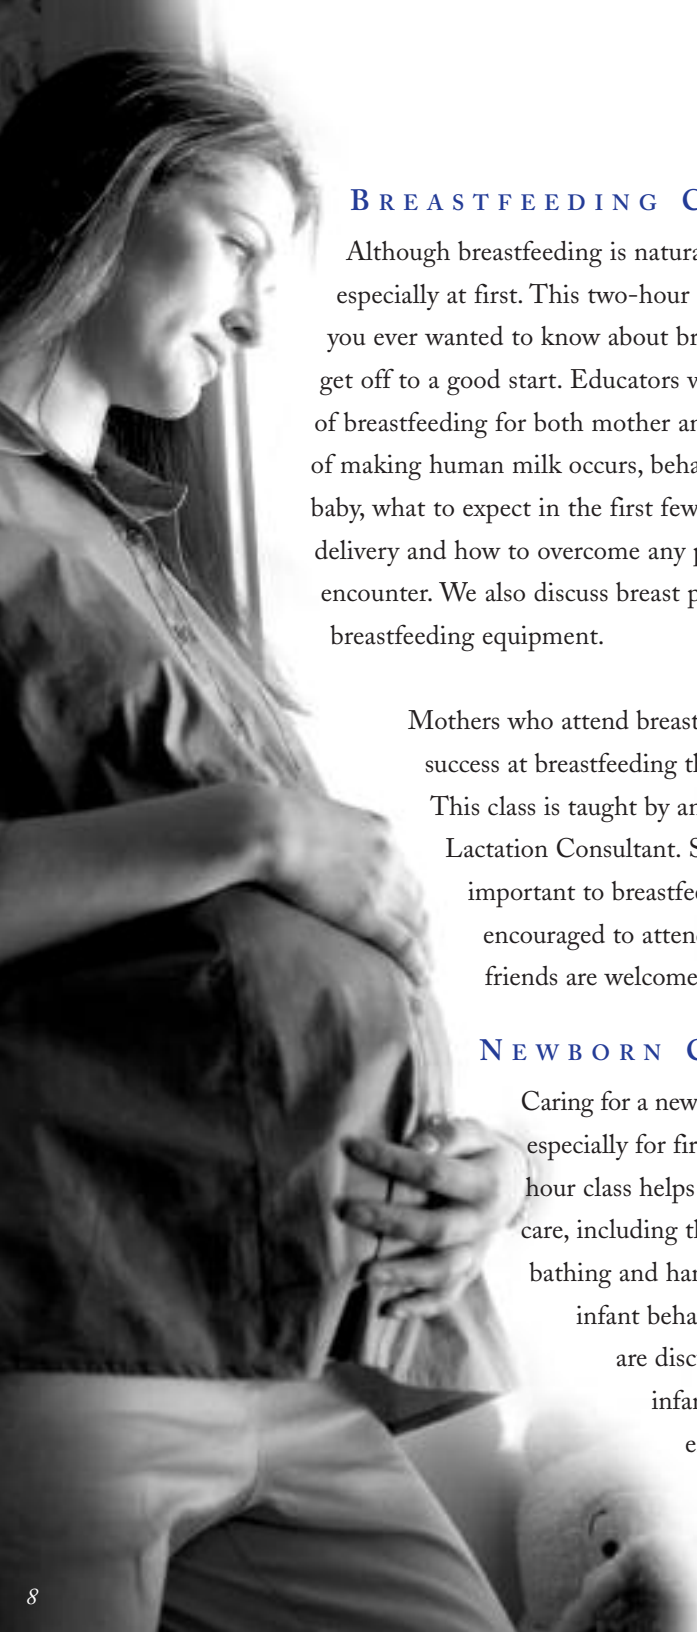 BREASTFEEDING C
Although breastfeeding is natura
especially at first. This two-hour
you ever wanted to know about br
get off to a good start. Educators w
of breastfeeding for both mother an
of making human milk occurs, beha
baby, what to expect in the first few
delivery and how to overcome any p
encounter. We also discuss breast p
breastfeeding equipment.
Mothers who attend breast
success at breastfeeding th
This class is taught by an
Lactation Consultant. S
important to breastfee
encouraged to attend
friends are welcome
NEWBORN C
Caring for a new
especially for fir
hour class helps
care, including th
bathing and han
infant beha
are disc
infan
e
8